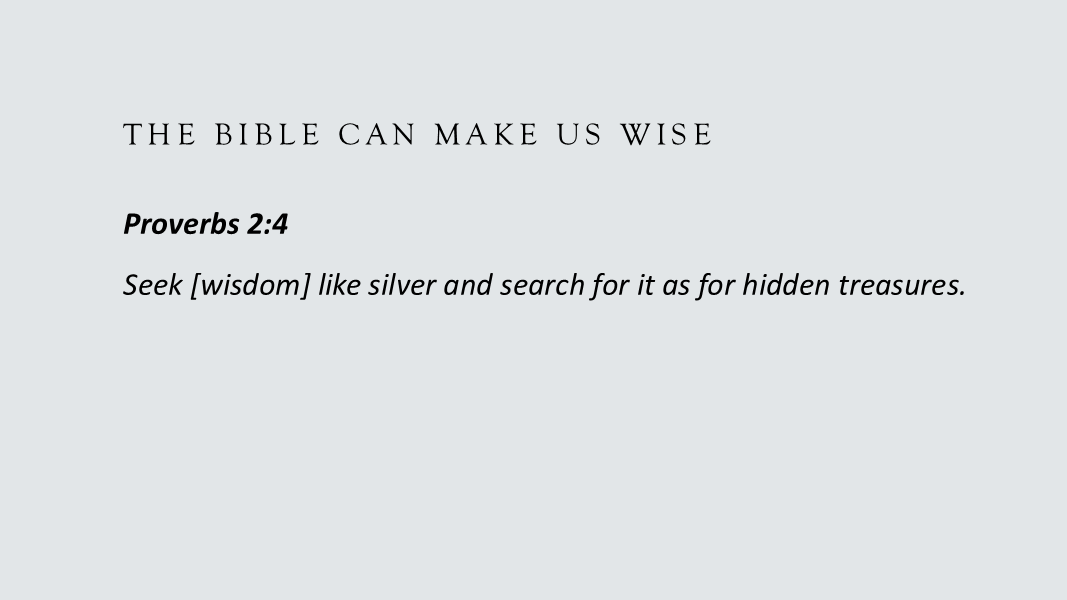 THE BIBLE CAN MAKE US WISE
Proverbs 2:4
Seek [wisdom] like silver and search for it as for hidden treasures.